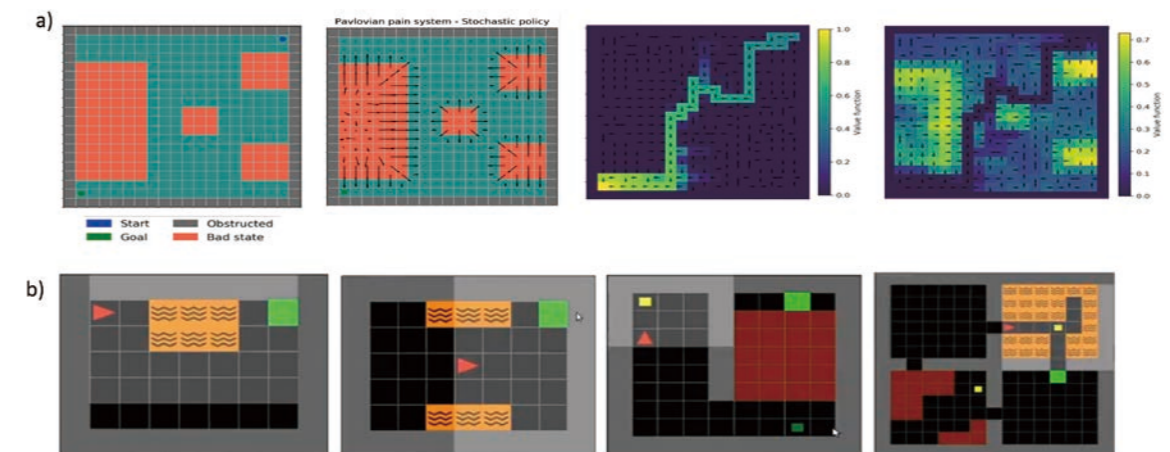 a)
Pavlovian pain system - Stochastic policy
1.0
0.8
0.6
0.4
0.2
0.0
Value function
0.7
0.6
0.5
0.4
0.3
0.2
0.1
0.0
Value function
Start
Obstructed
Goal
Bad state
b)